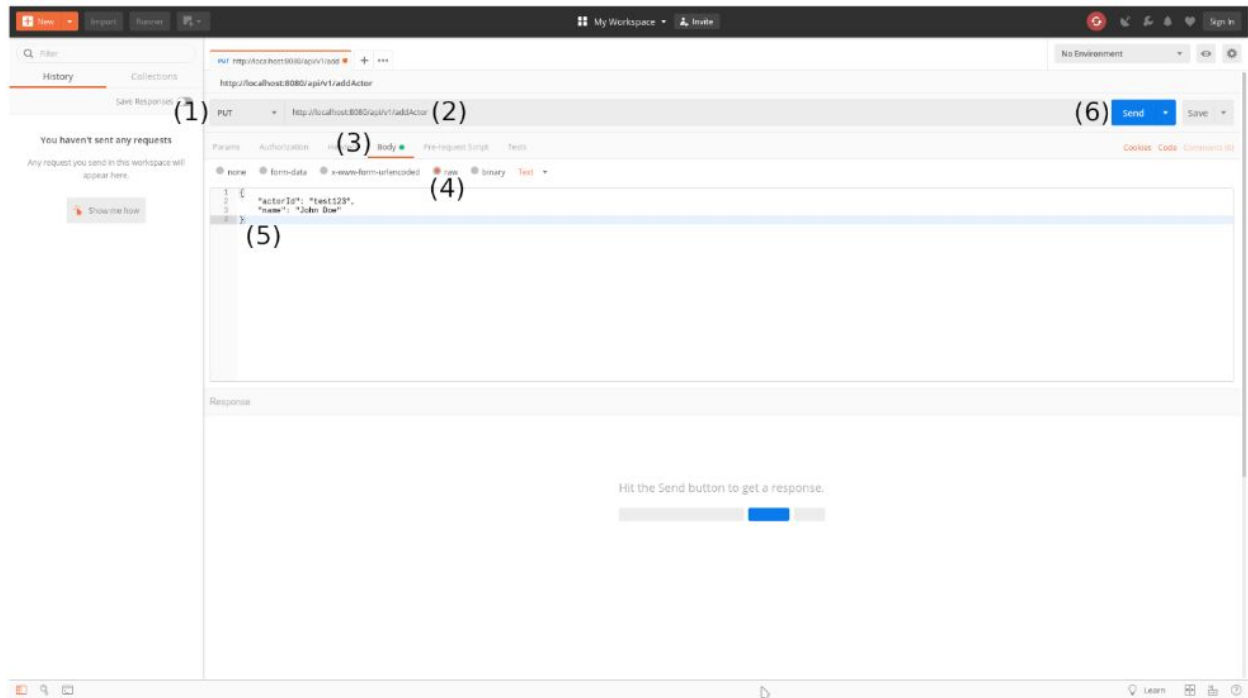 New Import Runner My Workspace Invite Sign In
Filter
History Collections
Save Responses
You haven't sent any requests
Any request you send in this workspace will
appear here.
Show me how
PUT http://localhost:8080/api/v1/add + ••• No Environment
http://localhost:8080/api/v1/addActor
(1) PUT http://localhost:8080/api/v1/addActor (2) (6) Send Save
Params Authorization (3) Body Pre-request Script Tests Cookies Code Comments (0)
none form-data x-www-form-urlencoded raw binary Text
(4)
1 {
2 "actorId": "test123",
3 "name": "John Doe"
4 }
(5)
Response
Hit the Send button to get a response.
Learn